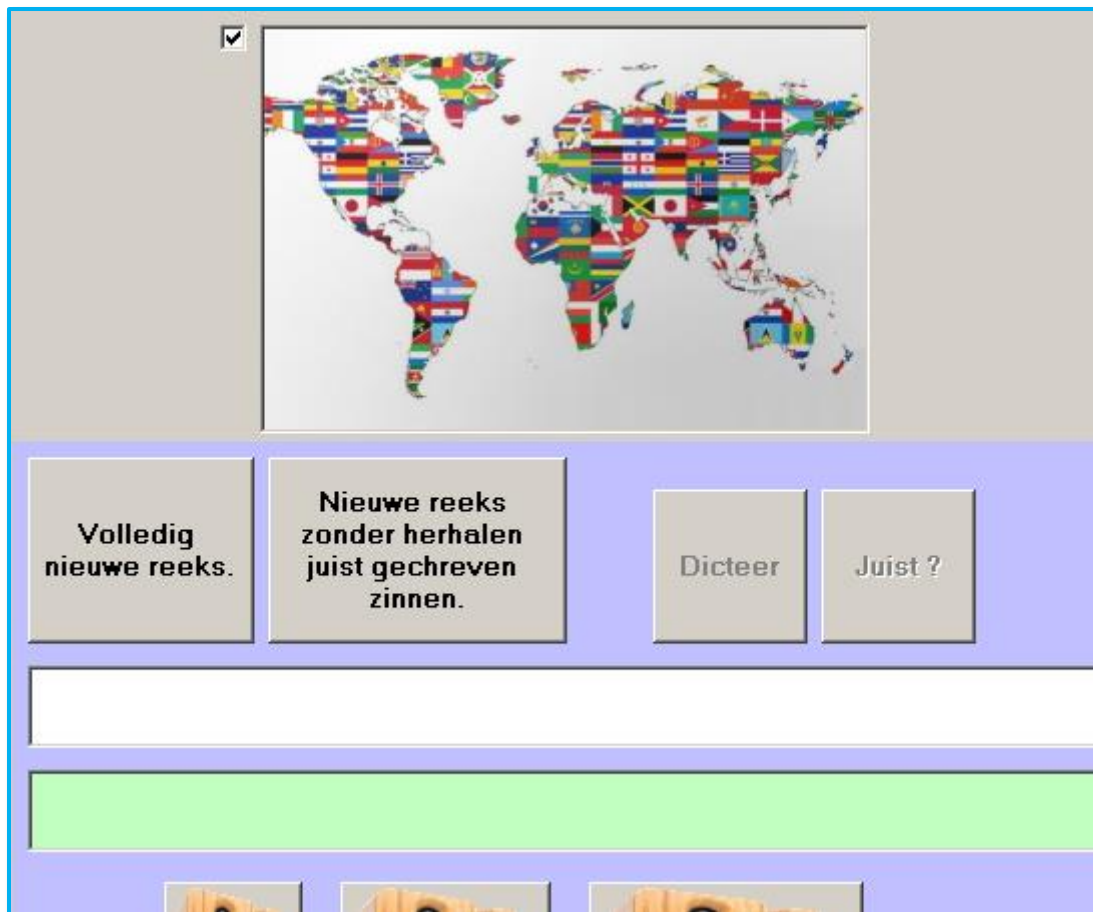 Volledig
nieuwe reeks.
Nieuwe reeks
zonder herhalen
juist gechreven
zinnen.
Dicteer
Juist ?